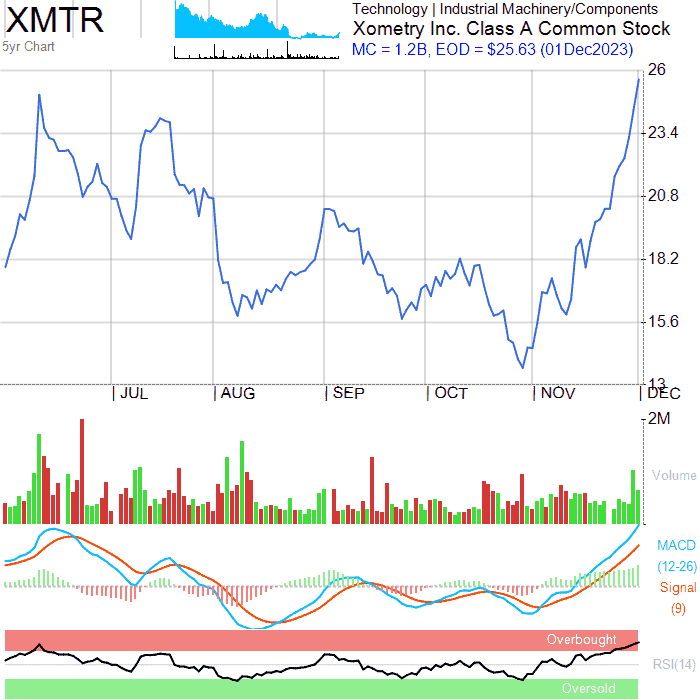 XMTR
5yr Chart
Technology | Industrial Machinery/Components
Xometry Inc. Class A Common Stock
MC = 1.2B, EOD = $25.63 (01Dec2023)
26
23.4
20.8
18.2
15.6
13
JUL AUG SEP OCT NOV DEC
2M
Volume
MACD
(12-26)
Signal
(9)
Overbought
RSI(14)
Oversold